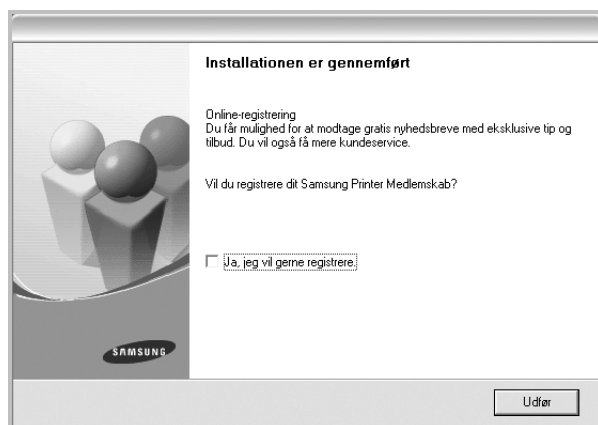 Installationen er gennemført
Online-registrering
Du får mulighed for at modtage gratis nyhedsbreve med eksklusive tip og
tilbud. Du vil også få mere kundeservice.
Vil du registrere dit Samsung Printer Medlemskab?
Ja, jeg vil gerne registrere.
SAMSUNG
Udfør